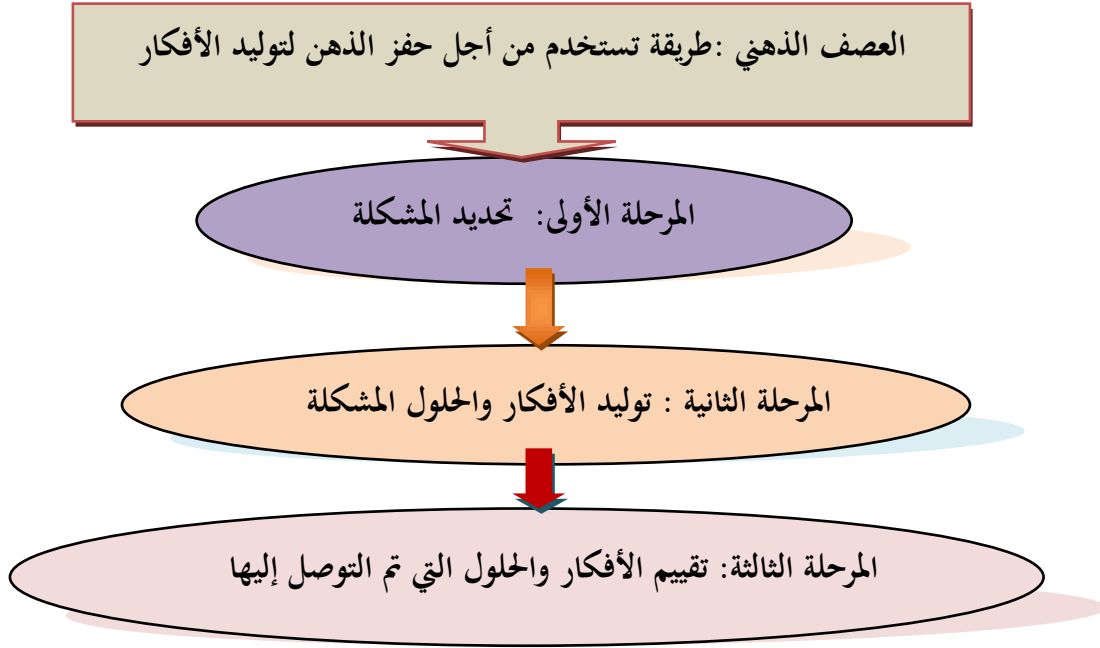 العصف الذهني :طريقة تستخدم من أجل حفز الذهن لتوليد الأفكار
المرحلة الأولى: تحديد المشكلة
المرحلة الثانية : توليد الأفكار والحلول المشكلة
المرحلة الثالثة: تقييم الأفكار والحلول التي تم التوصل إليها